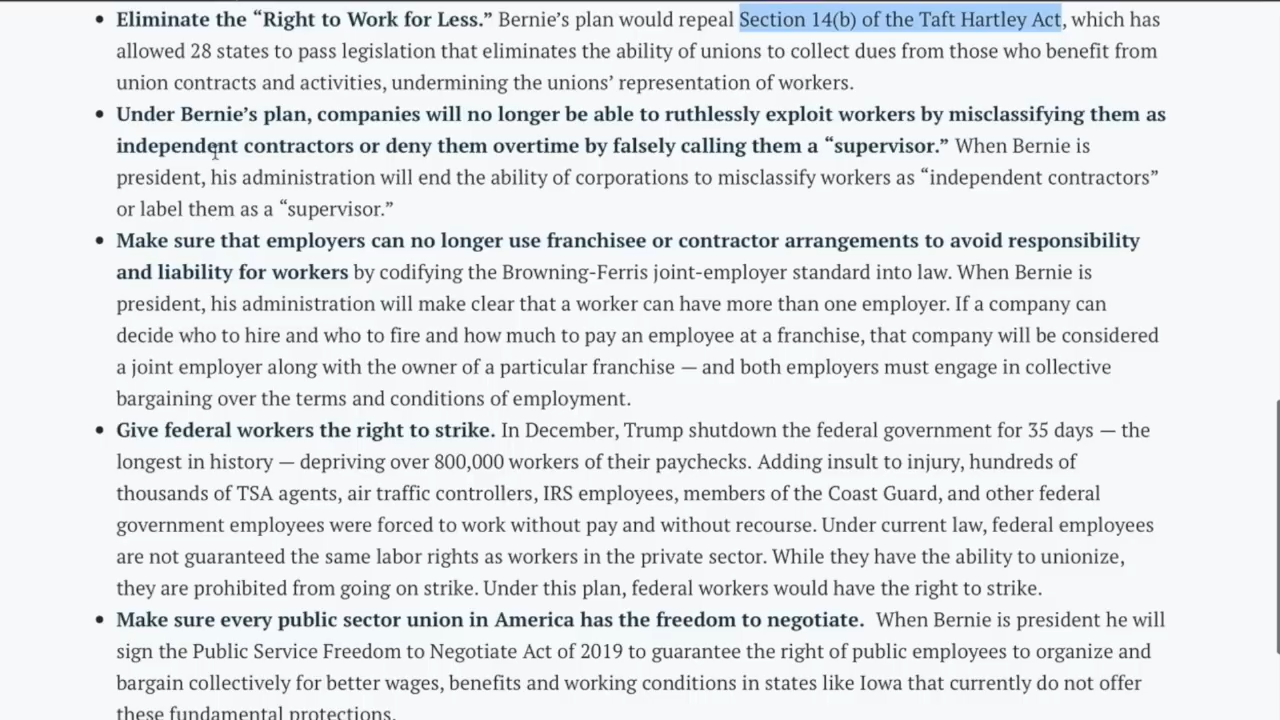 • Eliminate the “Right to Work for Less.” Bernie’s plan would repeal Section 14(b) of the Taft Hartley Act, which has
allowed 28 states to pass legislation that eliminates the ability of unions to collect dues from those who benefit from
union contracts and activities, undermining the unions’ representation of workers.
• Under Bernie’s plan, companies will no longer be able to ruthlessly exploit workers by misclassifying them as
independent contractors or deny them overtime by falsely calling them a “supervisor.” When Bernie is
president, his administration will end the ability of corporations to misclassify workers as “independent contractors”
or label them as a “supervisor.”
• Make sure that employers can no longer use franchisee or contractor arrangements to avoid responsibility
and liability for workers by codifying the Browning-Ferris joint-employer standard into law. When Bernie is
president, his administration will make clear that a worker can have more than one employer. If a company can
decide who to hire and who to fire and how much to pay an employee at a franchise, that company will be considered
a joint employer along with the owner of a particular franchise — and both employers must engage in collective
bargaining over the terms and conditions of employment.
• Give federal workers the right to strike. In December, Trump shutdown the federal government for 35 days — the
longest in history — depriving over 800,000 workers of their paychecks. Adding insult to injury, hundreds of
thousands of TSA agents, air traffic controllers, IRS employees, members of the Coast Guard, and other federal
government employees were forced to work without pay and without recourse. Under current law, federal employees
are not guaranteed the same labor rights as workers in the private sector. While they have the ability to unionize,
they are prohibited from going on strike. Under this plan, federal workers would have the right to strike.
• Make sure every public sector union in America has the freedom to negotiate. When Bernie is president he will
sign the Public Service Freedom to Negotiate Act of 2019 to guarantee the right of public employees to organize and
bargain collectively for better wages, benefits and working conditions in states like Iowa that currently do not offer
these fundamental protections.